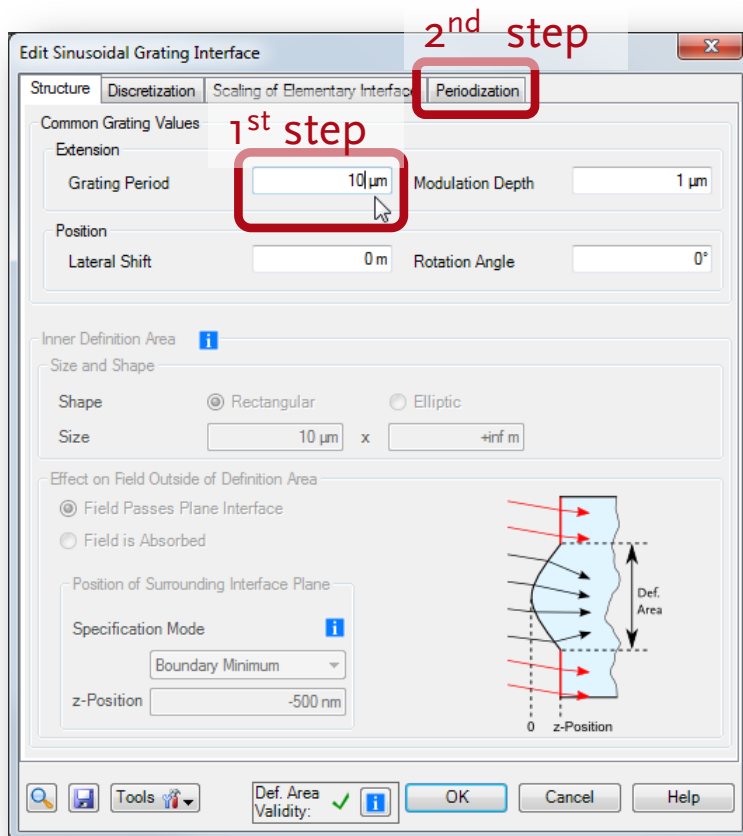 2nd step
Edit Sinusoidal Grating Interface
Structure Discretization Scaling of Elementary Interface Periodization
Common Grating Values
1st step
Extension
Grating Period 10 µm Modulation Depth 1 µm
Position
Lateral Shift 0 m Rotation Angle 0°
Inner Definition Area
Size and Shape
Shape Rectangular Elliptic
Size 10 µm x +inf m
Effect on Field Outside of Definition Area
Field Passes Plane Interface
Field is Absorbed
Position of Surrounding Interface Plane
Specification Mode
Boundary Minimum
z-Position -500 nm
Def.
Area
0 z-Position
Tools
Def. Area
Validity:
OK Cancel Help